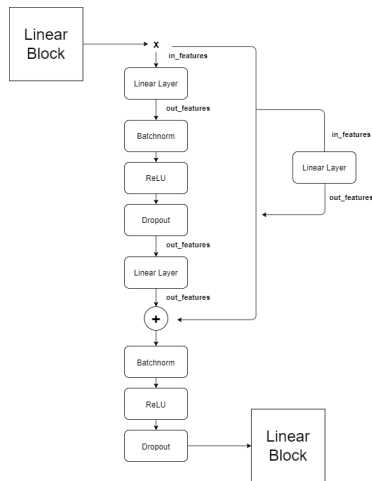 Linear
Block
x
in_features
Linear Layer
out_features
Batchnorm
ReLU
Dropout
out_features
Linear Layer
out_features
+
Batchnorm
ReLU
Dropout
in_features
Linear Layer
out_features
Linear
Block